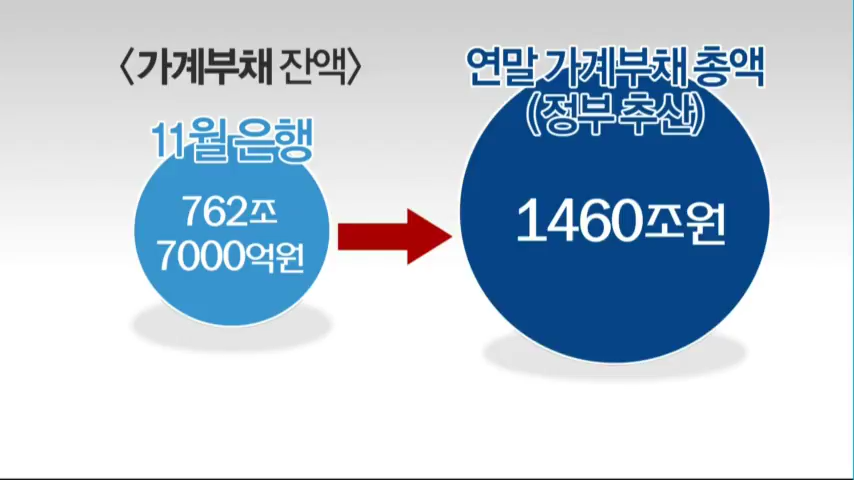 〈가계부채 잔액〉
11월 은행
762조
7000억원
연말 가계부채 총액
(정부 추산)
1460조원